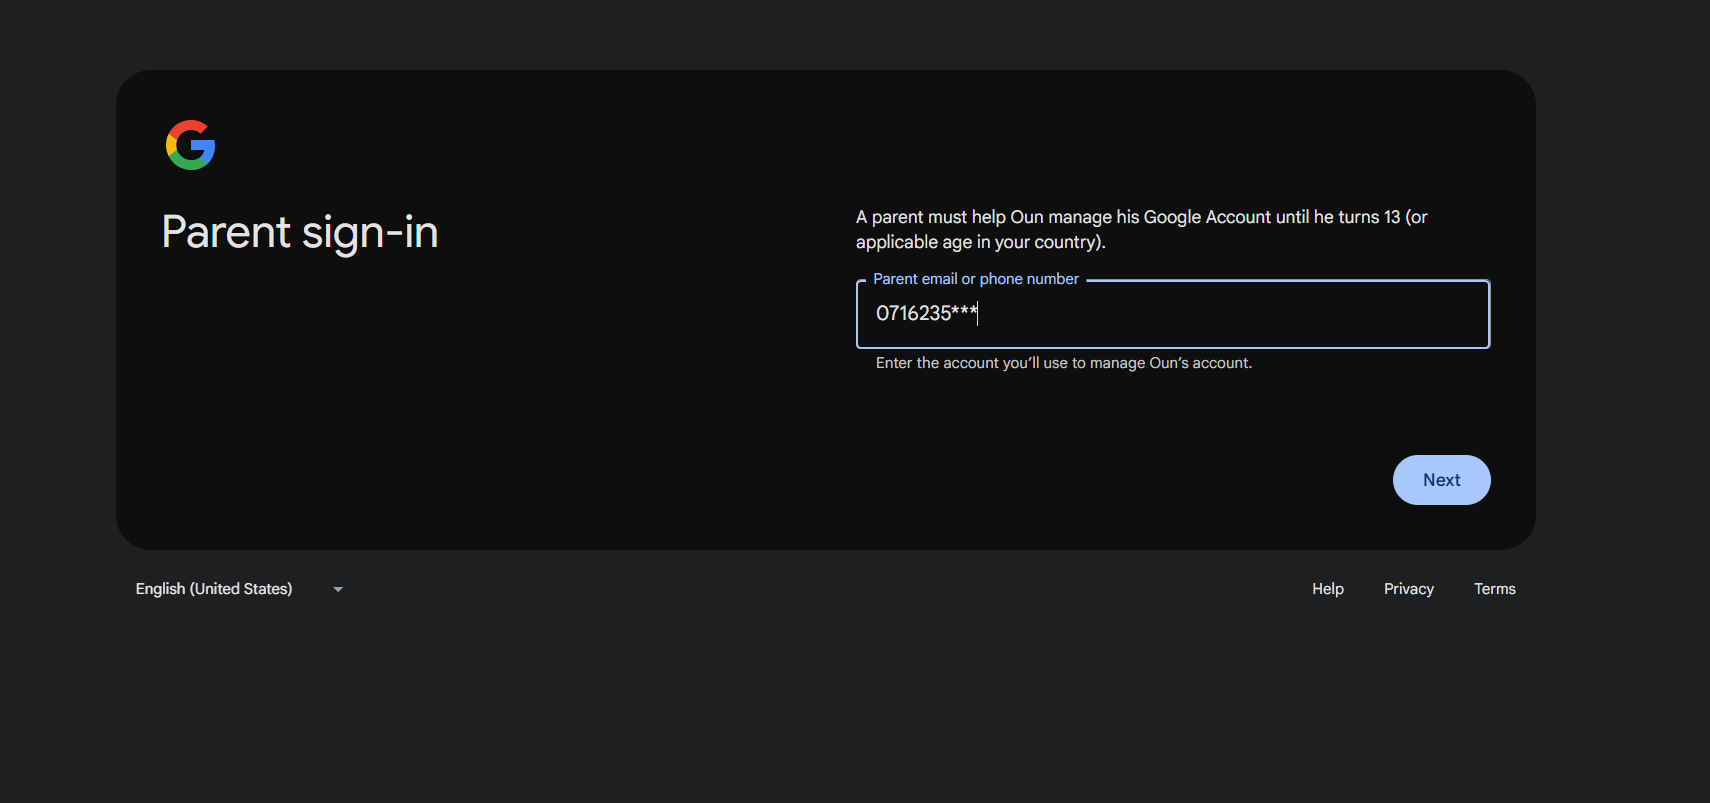 Parent sign-in
A parent must help Oun manage his Google Account until he turns 13 (or
applicable age in your country).
Parent email or phone number
0716235***
Enter the account you’ll use to manage Oun’s account.
Next
English (United States)
Help
Privacy
Terms